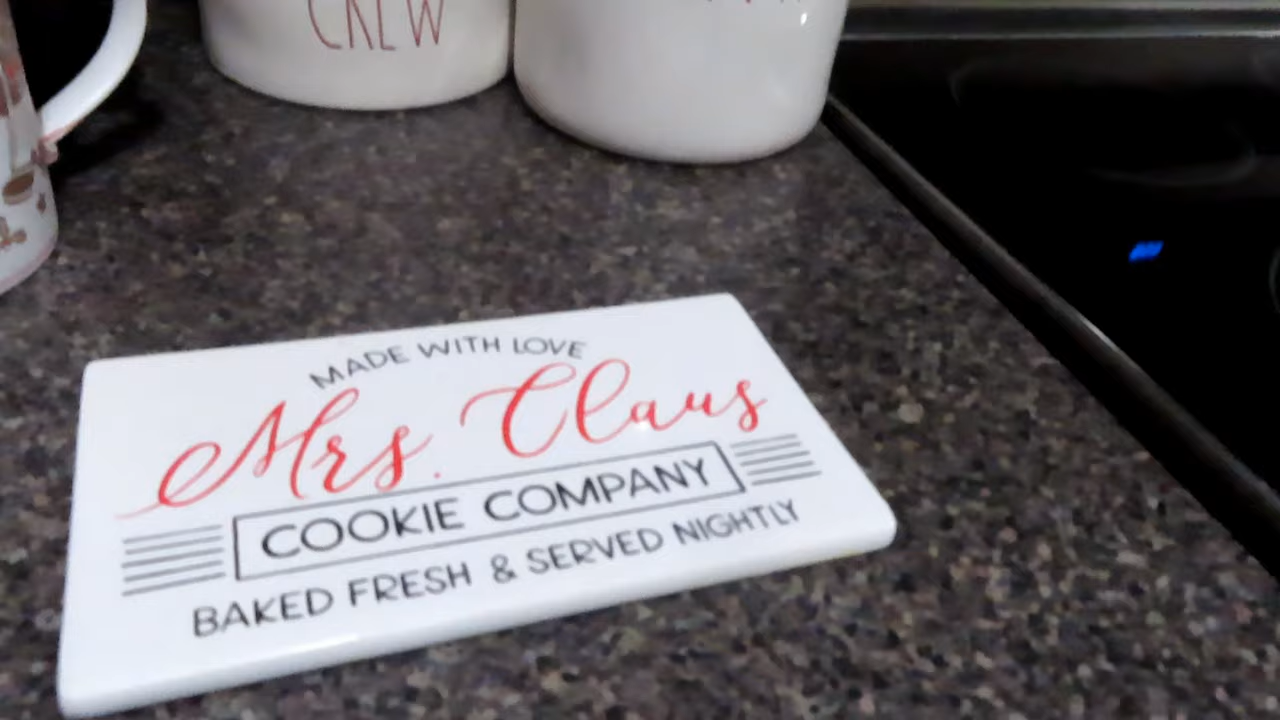 CREW
MADE WITH LOVE
Mrs. Claus
COOKIE COMPANY
BAKED FRESH & SERVED NIGHTLY